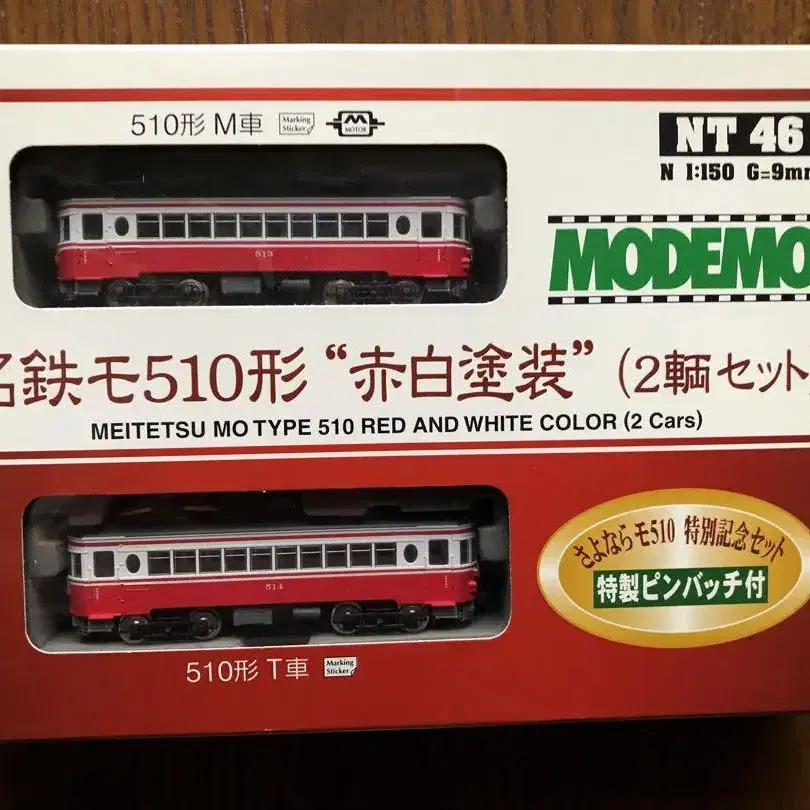 510形 M車 Marking Sticker M MOTOR
NT 46
N 1:150 G=9mm
MODEMO
513
名鉄モ510形 “赤白塗装” (2輌セット)
MEITETSU MO TYPE 510 RED AND WHITE COLOR (2 Cars)
514
さよならモ510 特別記念セット
特製ピンバッチ付
510形 T車 Marking Sticker